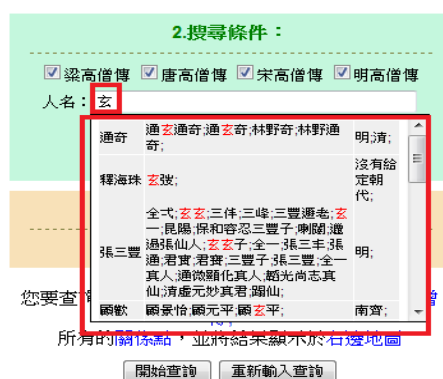 2.搜尋條件：
梁高僧傳 唐高僧傳 宋高僧傳 明高僧傳
人名：玄
通奇 通玄通奇;通玄奇;林野奇;林野通奇; 明;清;
釋海珠 玄弢; 沒有給定朝代;
張三豐 全弌;玄玄;三仹;三峰;三豐遯老;玄一;昆陽;保和容忍三豐子;喇闥;邋遢張仙人;玄玄子;全一;張三丰;張通;君實;君寶;三豐子;張三豐;全一真人;通微顯化真人;韜光尚志真仙;清虛元妙真君;蹋仙; 明;
顧歡 顧景怡;顧元平;顧玄平; 南齊;
您要查
所有的關係點，並將結果顯示於右邊地圖
開始查詢 重新輸入查詢